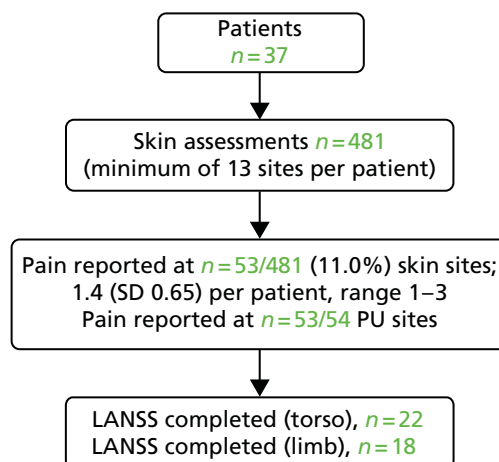 Patients
n=37
Skin assessments n=481
(minimum of 13 sites per patient)
Pain reported at n=53/481 (11.0%) skin sites;
1.4 (SD 0.65) per patient, range 1–3
Pain reported at n=53/54 PU sites
LANSS completed (torso), n=22
LANSS completed (limb), n=18